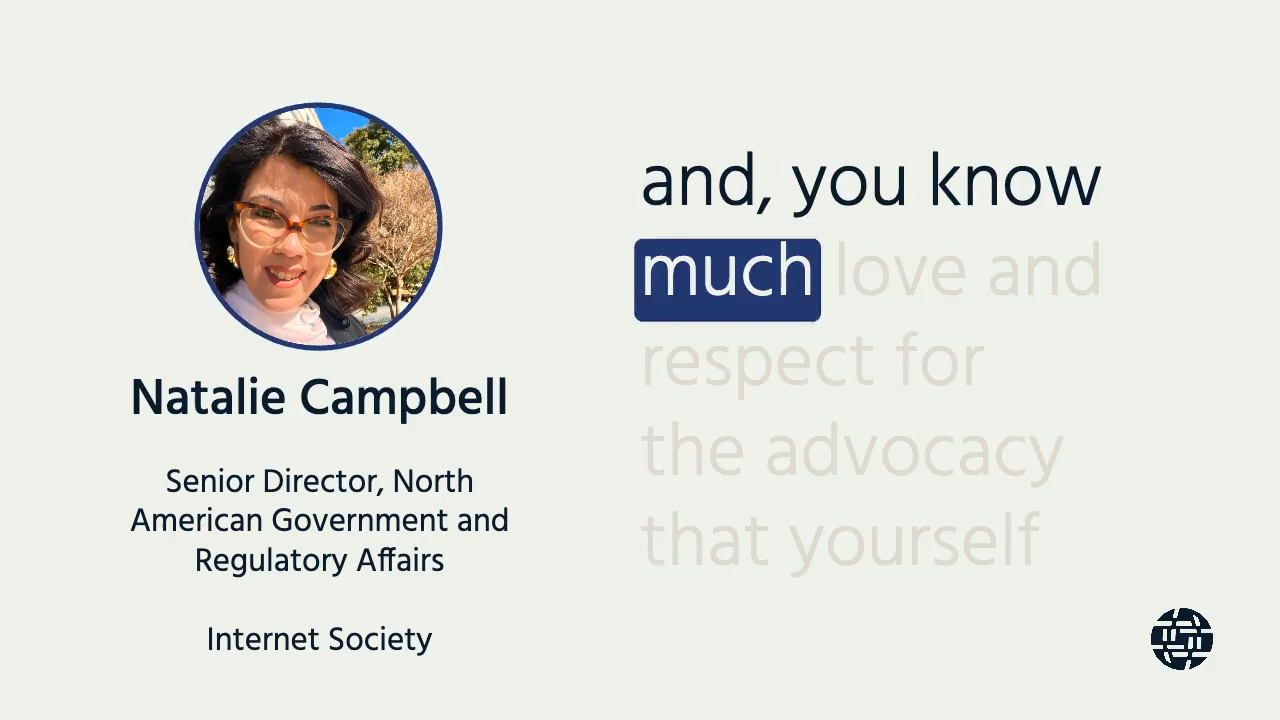 and, you know
much love and
respect for
the advocacy
that yourself
Natalie Campbell
Senior Director, North
American Government and
Regulatory Affairs
Internet Society